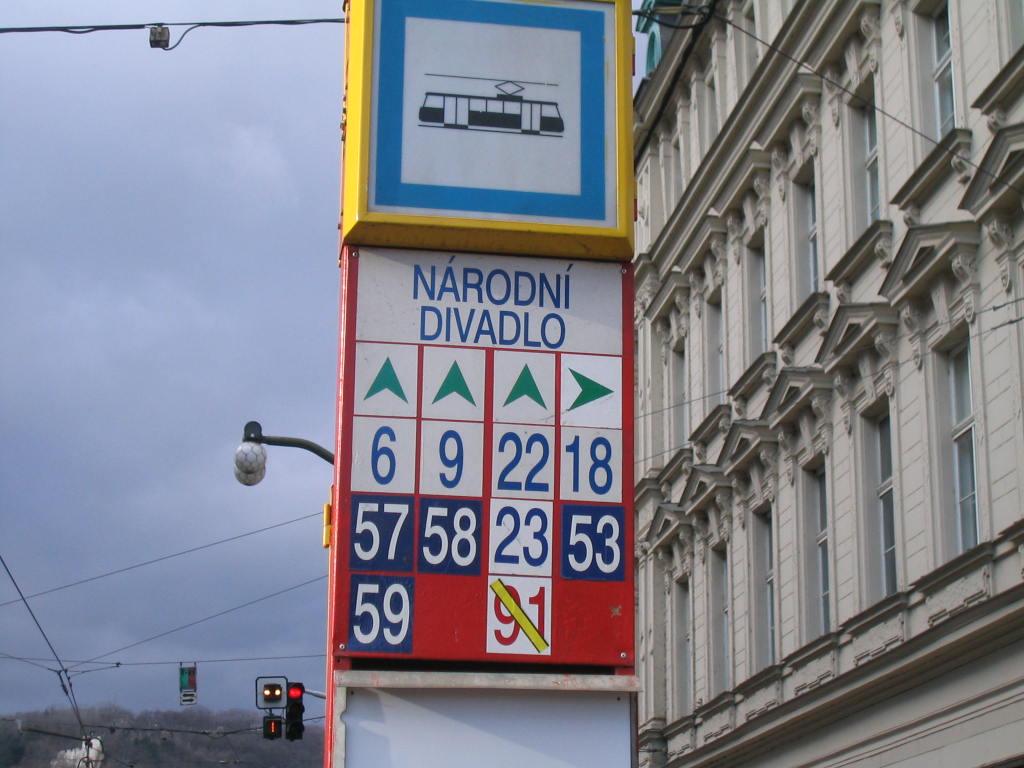 NÁRODNÍ
DIVADLO
6 9 22 18
57 58 23 53
59 91